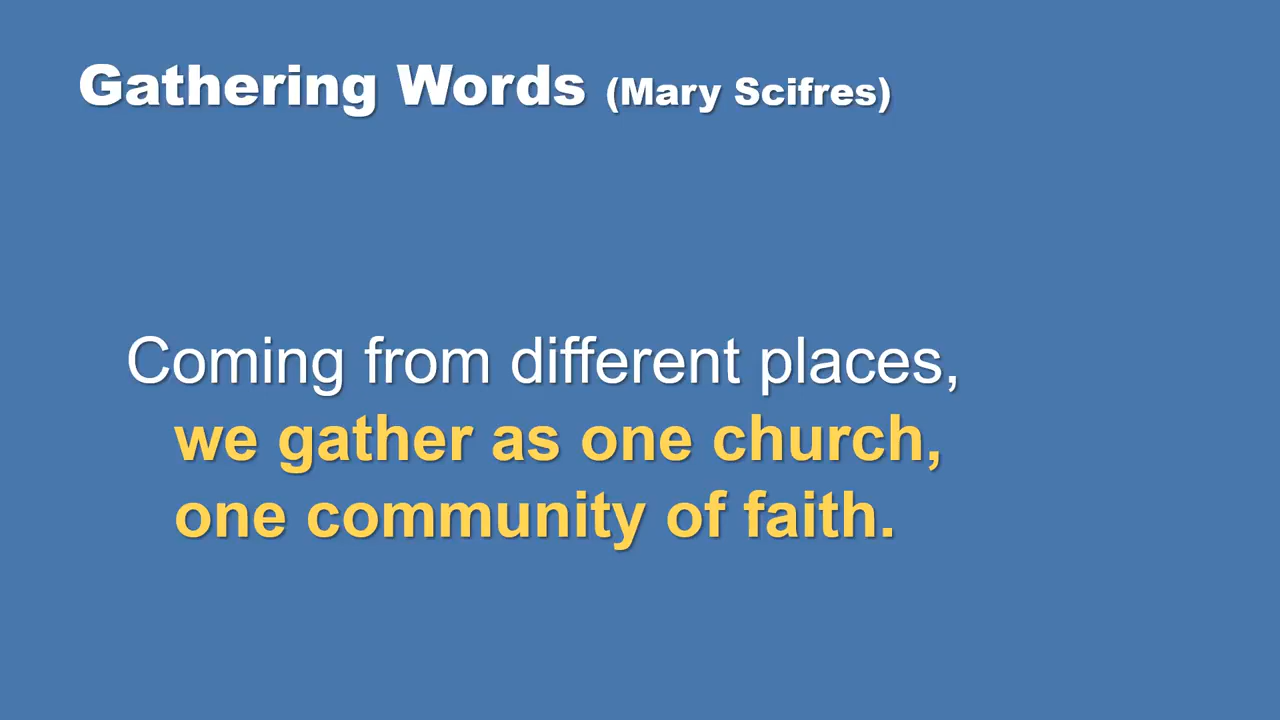 Gathering Words (Mary Scifres)
Coming from different places,
we gather as one church,
one community of faith.